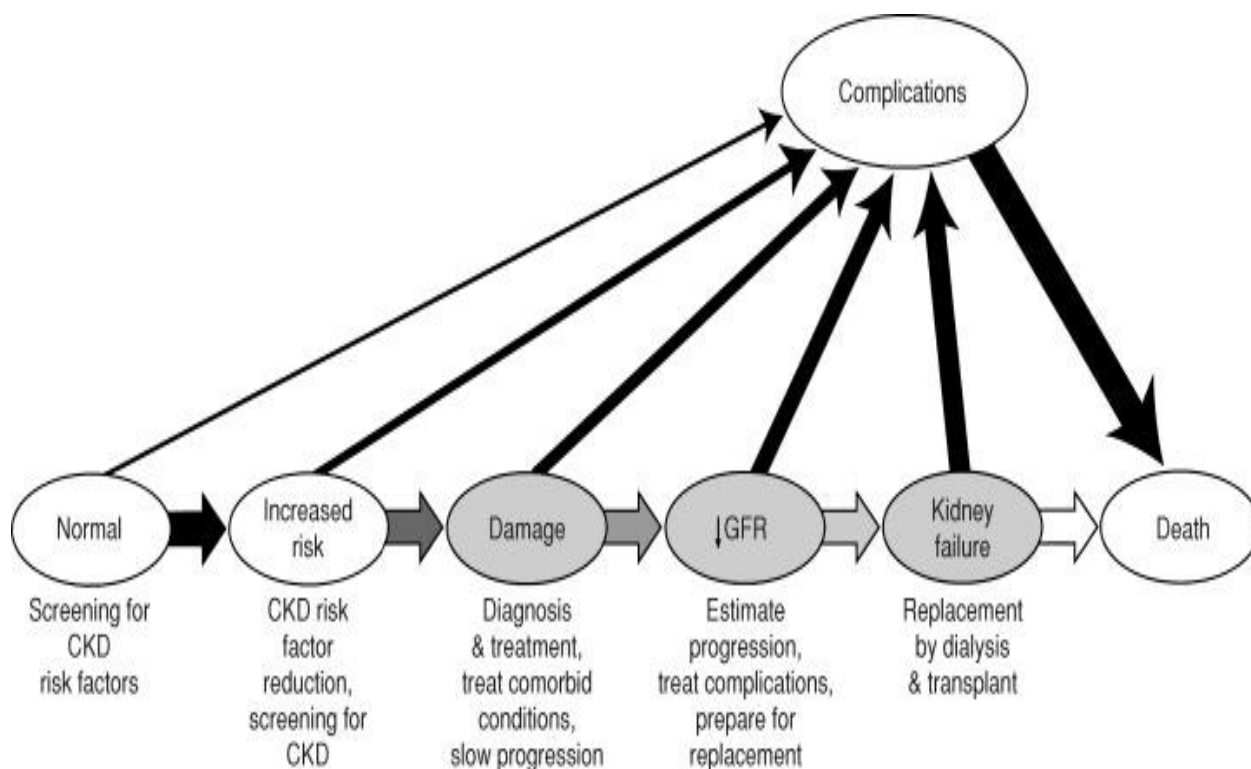 Complications
Normal
Increased
risk
Damage
↓GFR
Kidney
failure
Death
Screening for
CKD
risk factors
CKD risk
factor
reduction,
screening for
CKD
Diagnosis
& treatment,
treat comorbid
conditions,
slow progression
Estimate
progression,
treat complications,
prepare for
replacement
Replacement
by dialysis
& transplant